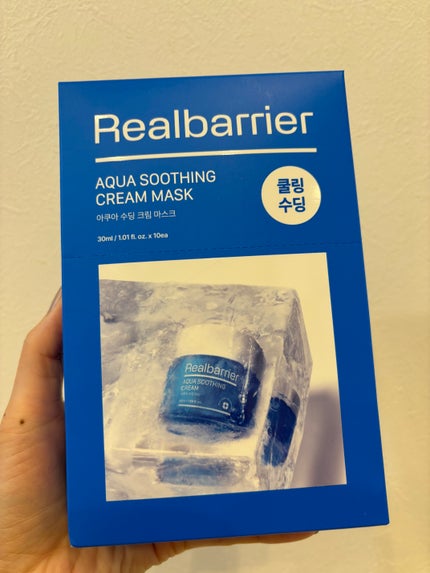 Realbarrier
AQUA SOOTHING
CREAM MASK
아쿠아 수딩 크림 마스크
30ml / 1.01 fl. oz. x 10ea
쿨링
수딩
Realbarrier
AQUA SOOTHING
CREAM